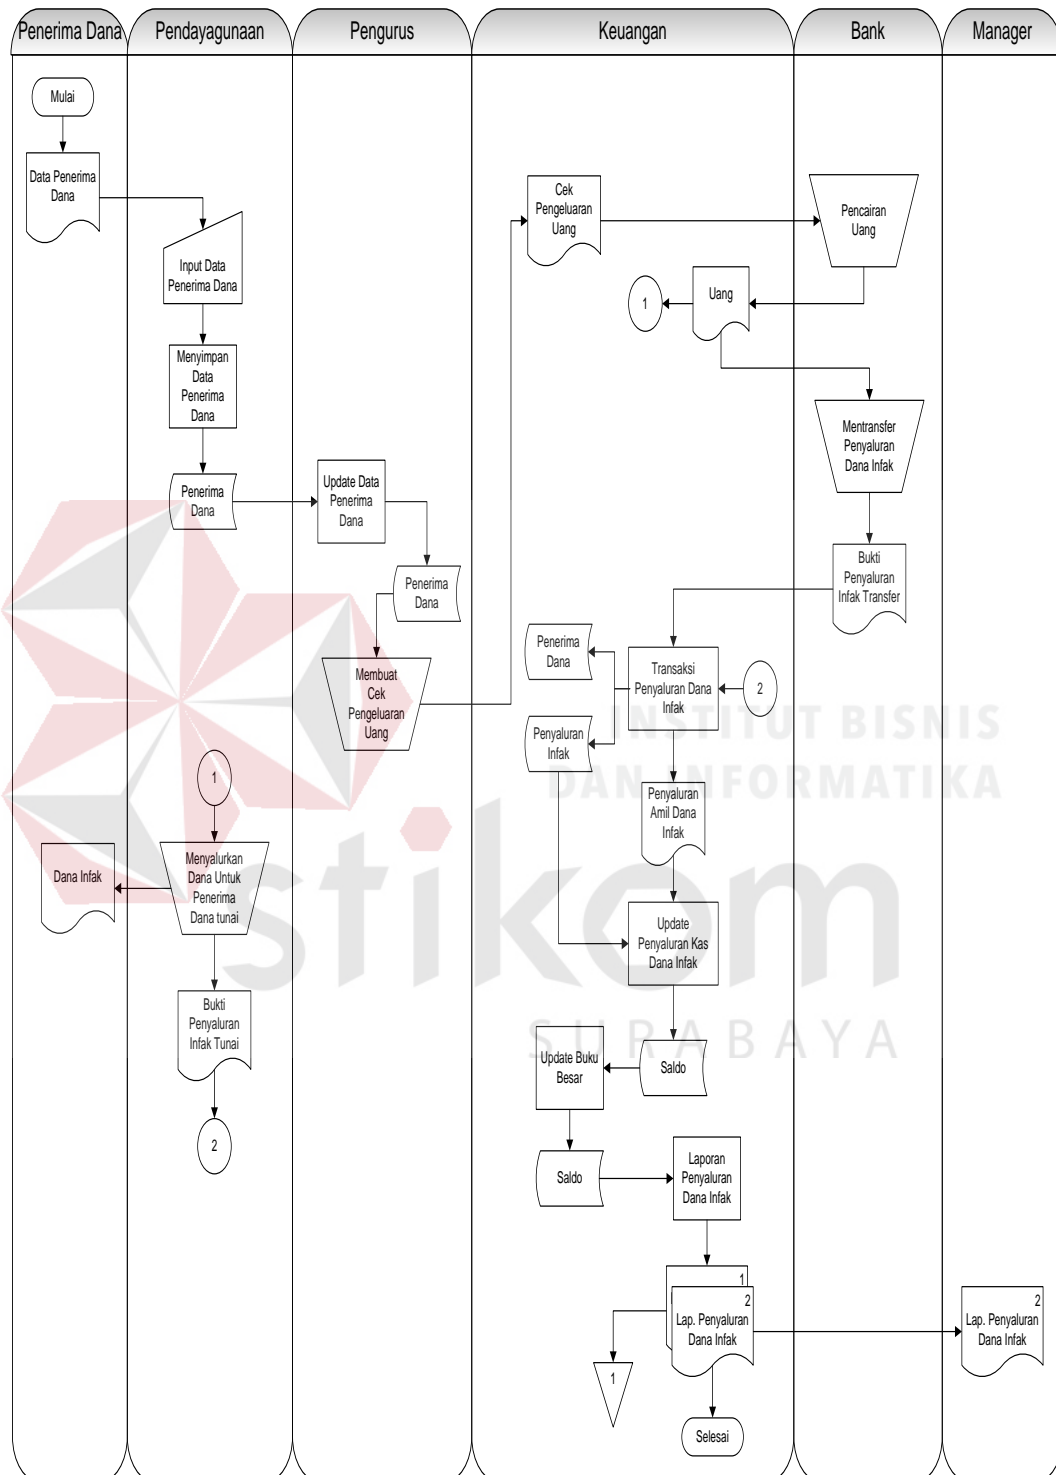 Penerima Dana
Pendayagunaan
Pengurus
Keuangan
Bank
Manager
Mulai
Data Penerima
Dana
Input Data
Penerima Dana
Menyimpan
Data
Penerima
Dana
Penerima
Dana
Update Data
Penerima
Dana
Penerima
Dana
Membuat
Cek
Pengeluaran
Uang
Cek
Pengeluaran
Uang
Pencairan
Uang
Uang
1
Mentransfer
Penyaluran
Dana Infak
Bukti
Penyaluran
Infak Transfer
Penerima
Dana
Transaksi
Penyaluran Dana
Infak
2
Penyaluran
Infak
Penyaluran
Amil Dana
Infak
1
Menyalurkan
Dana Untuk
Penerima
Dana tunai
Dana Infak
Bukti
Penyaluran
Infak Tunai
2
Update
Penyaluran Kas
Dana Infak
Saldo
Update Buku
Besar
Saldo
Laporan
Penyaluran
Dana Infak
1
2
Lap. Penyaluran
Dana Infak
1
2
Lap. Penyaluran
Dana Infak
Selesai
INSTITUT BISNIS
DAN INFORMATIKA
stikom
SURABAYA